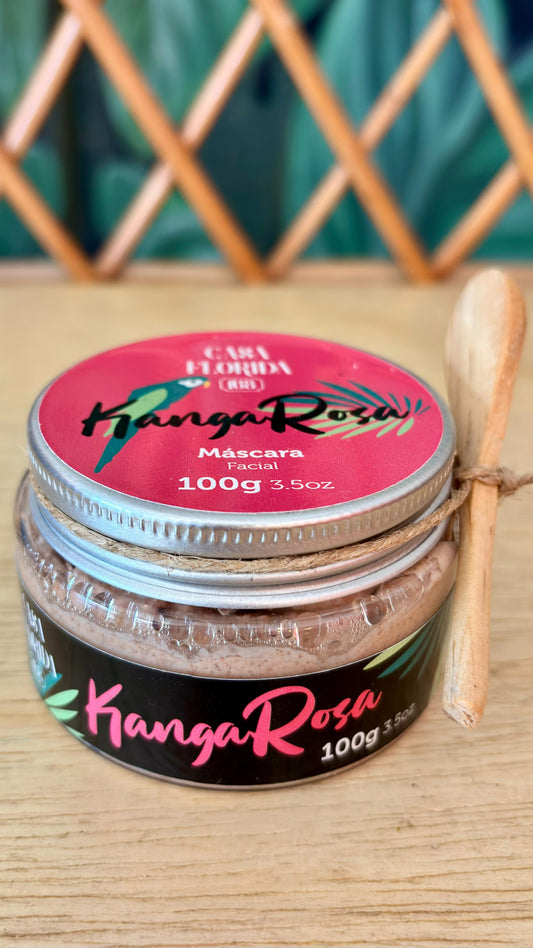 CASA
FLORIDA
KangaRosa
Máscara
Facial
100g 3.5oz
KangaRosa
100g 3.5oz